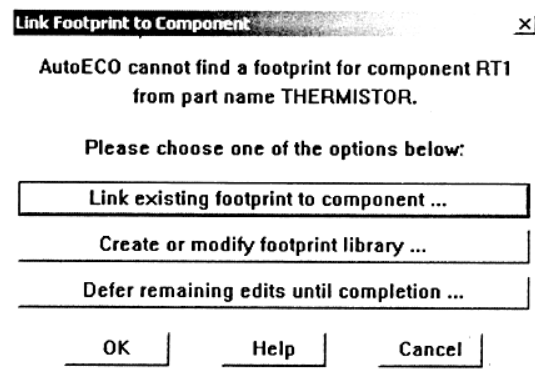 Link Footprint to Component
AutoECO cannot find a footprint for component RT1
from part name THERMISTOR.
Please choose one of the options below:
Link existing footprint to component ...
Create or modify footprint library ...
Defer remaining edits until completion ...
OK Help Cancel